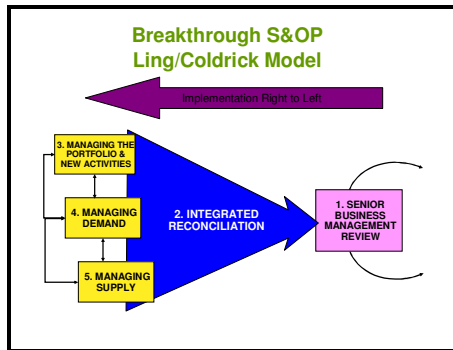 Breakthrough S&OP
Ling/Coldrick Model
Implementation Right to Left
3. MANAGING THE
PORTFOLIO &
NEW ACTIVITIES
4. MANAGING
DEMAND
2. INTEGRATED
RECONCILIATION
1. SENIOR
BUSINESS
MANAGEMENT
REVIEW
5. MANAGING
SUPPLY